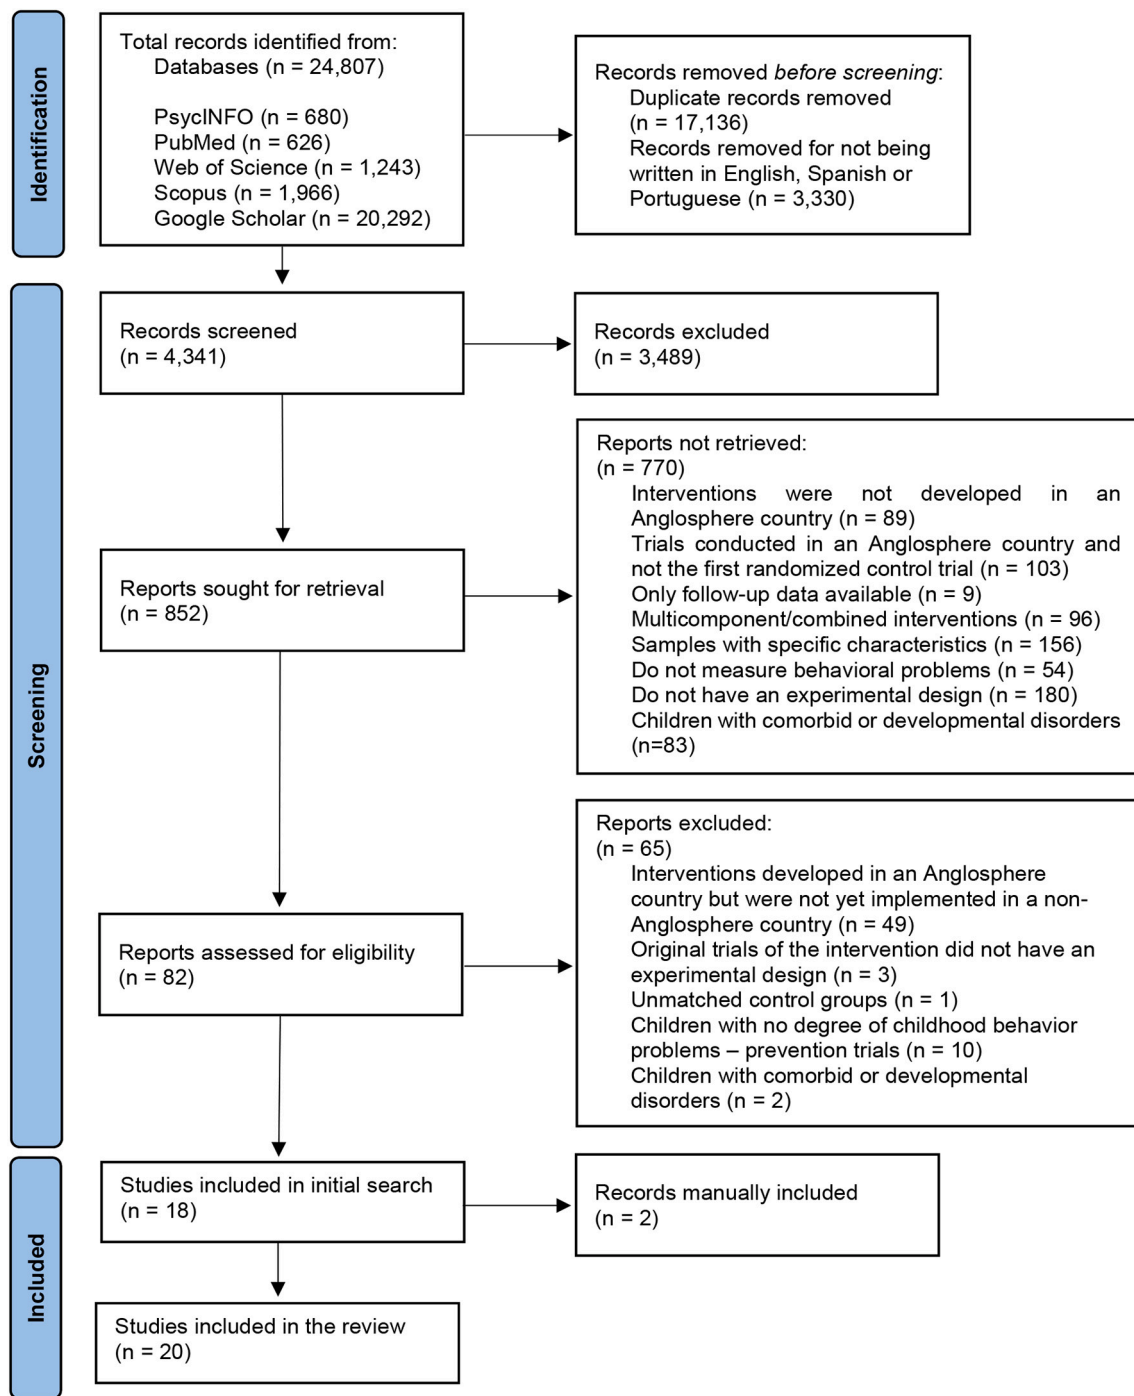 Identification
Total records identified from:
Databases (n = 24,807)
PsycINFO (n = 680)
PubMed (n = 626)
Web of Science (n = 1,243)
Scopus (n = 1,966)
Google Scholar (n = 20,292)
Records removed before screening:
Duplicate records removed
(n = 17,136)
Records removed for not being
written in English, Spanish or
Portuguese (n = 3,330)
Screening
Records screened
(n = 4,341)
Records excluded
(n = 3,489)
Reports sought for retrieval
(n = 852)
Reports not retrieved:
(n = 770)
Interventions were not developed in an
Anglosphere country (n = 89)
Trials conducted in an Anglosphere country and
not the first randomized control trial (n = 103)
Only follow-up data available (n = 9)
Multicomponent/combined interventions (n = 96)
Samples with specific characteristics (n = 156)
Do not measure behavioral problems (n = 54)
Do not have an experimental design (n = 180)
Children with comorbid or developmental disorders
(n=83)
Reports assessed for eligibility
(n = 82)
Reports excluded:
(n = 65)
Interventions developed in an Anglosphere
country but were not yet implemented in a non-
Anglosphere country (n = 49)
Original trials of the intervention did not have an
experimental design (n = 3)
Unmatched control groups (n = 1)
Children with no degree of childhood behavior
problems – prevention trials (n = 10)
Children with comorbid or developmental
disorders (n = 2)
Included
Studies included in initial search
(n = 18)
Records manually included
(n = 2)
Studies included in the review
(n = 20)